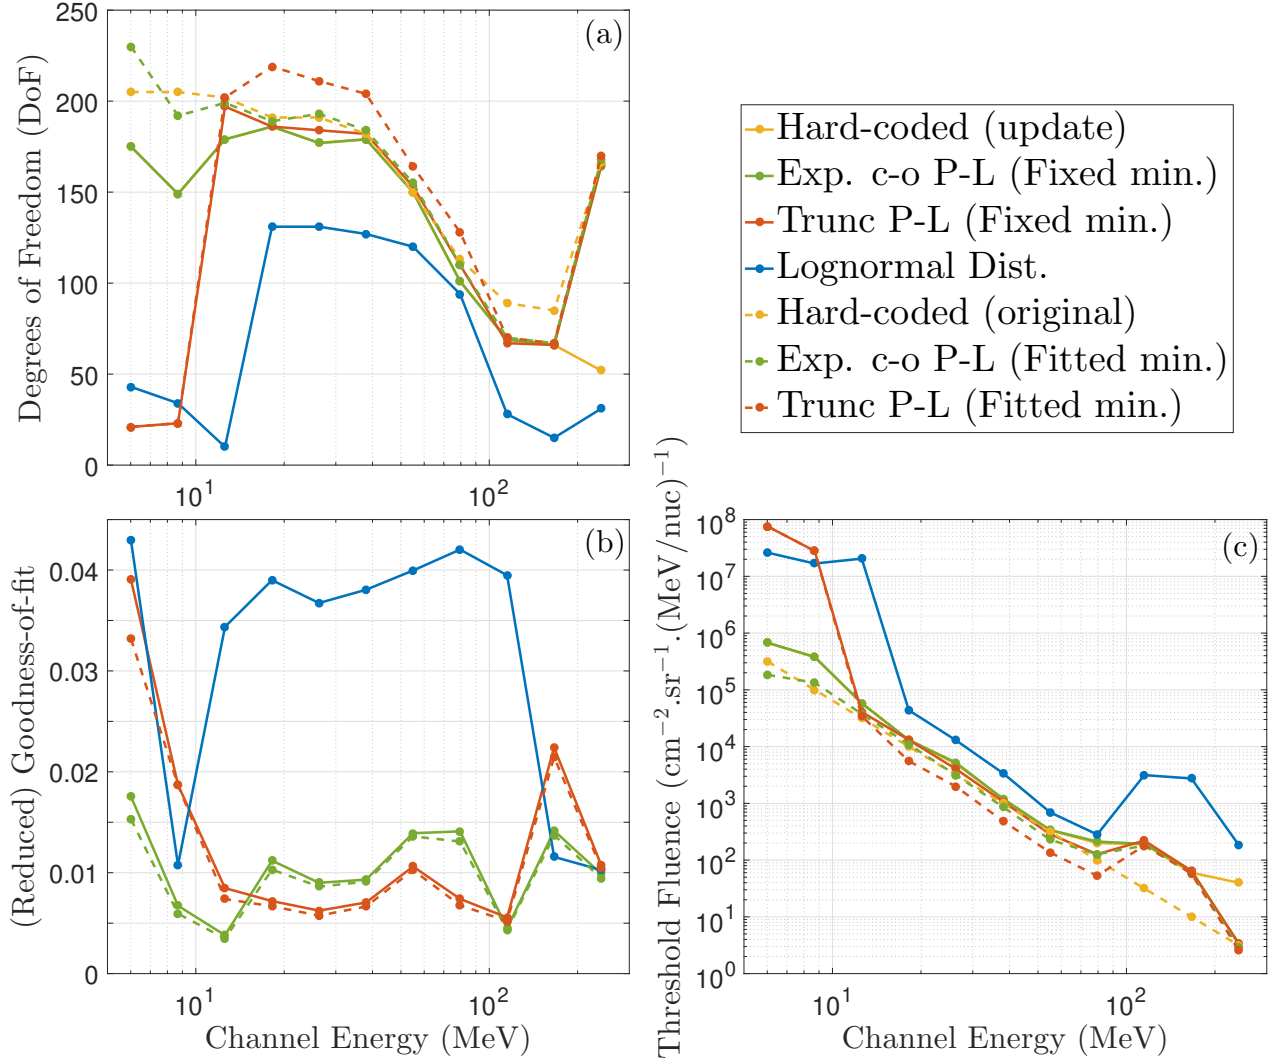 (a)
250
200
150
100
50
0
Degrees of Freedom (DoF)
10^1
10^2
Hard-coded (update)
Exp. c-o P-L (Fixed min.)
Trunc P-L (Fixed min.)
Lognormal Dist.
Hard-coded (original)
Exp. c-o P-L (Fitted min.)
Trunc P-L (Fitted min.)
(b)
0.04
0.03
0.02
0.01
0
(Reduced) Goodness-of-fit
10^1
10^2
Channel Energy (MeV)
(c)
10^8
10^7
10^6
10^5
10^4
10^3
10^2
10^1
10^0
Threshold Fluence (cm^{-2}.sr^{-1}.(MeV/nuc)^{-1})
10^1
10^2
Channel Energy (MeV)